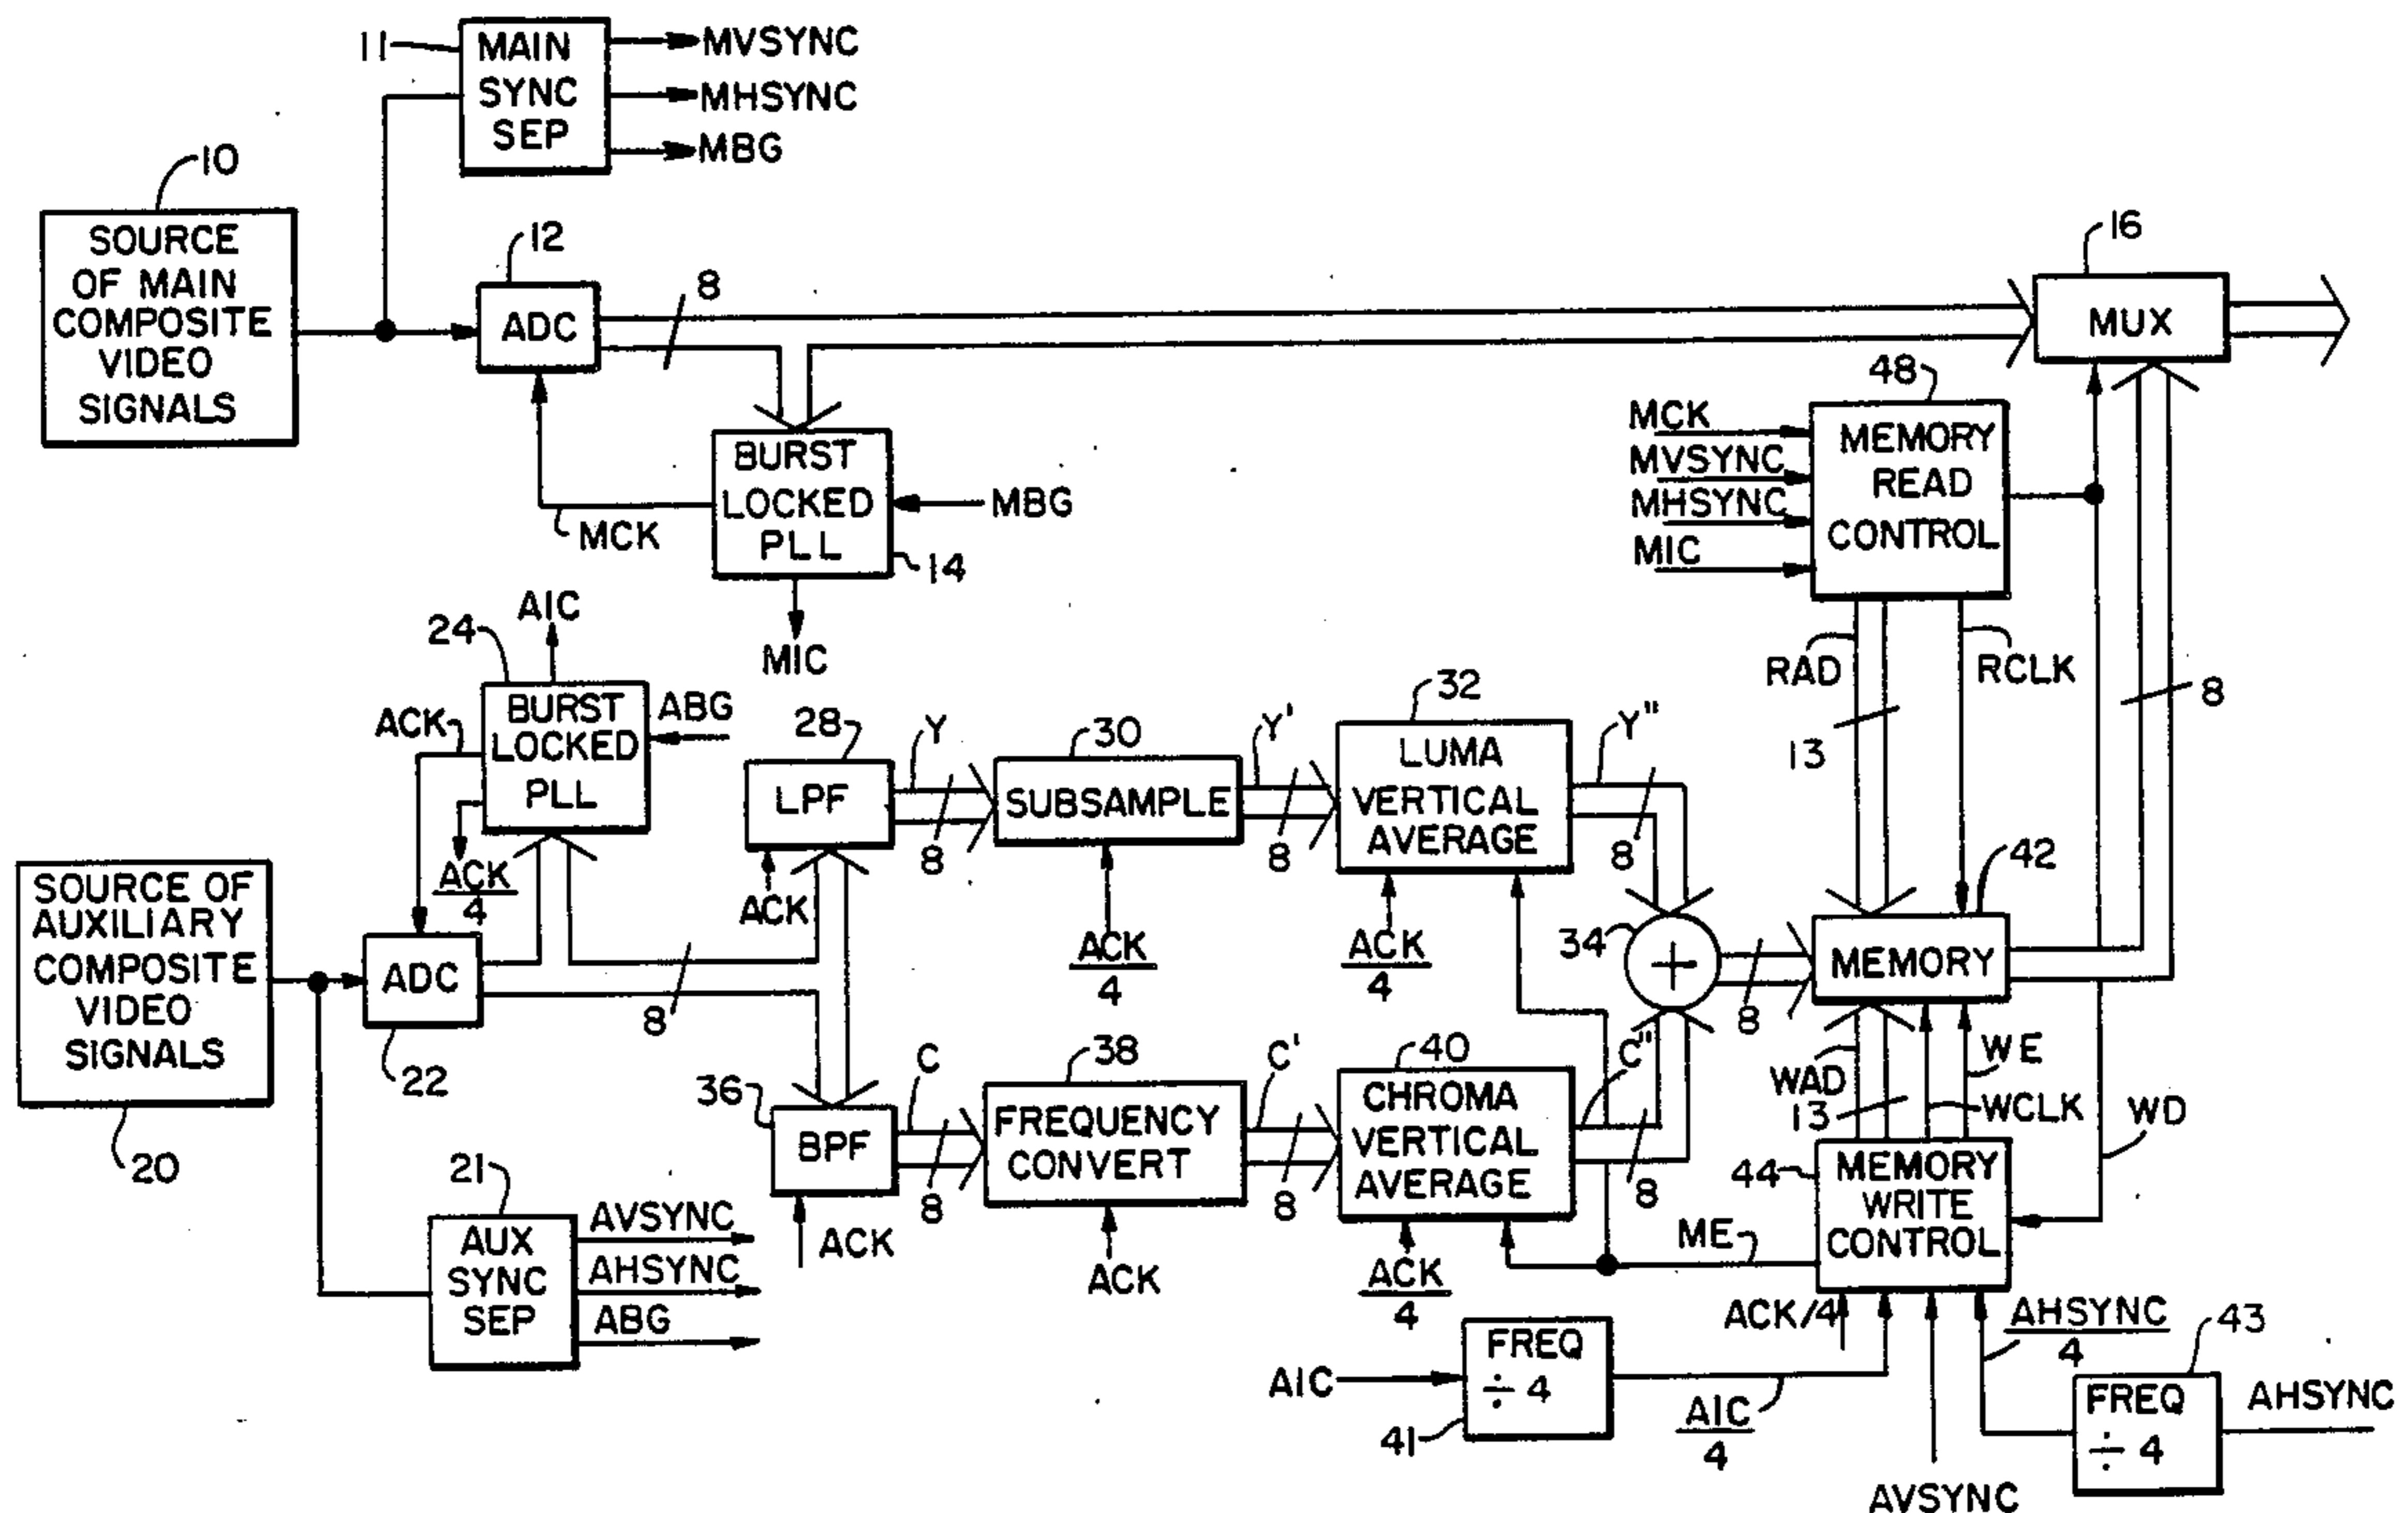 11
MAIN
SYNC
SEP
MVSYNC
MHSYNC
MBG
10
SOURCE
OF MAIN
COMPOSITE
VIDEO
SIGNALS
12
ADC
8
16
MUX
BURST
LOCKED
PLL
14
MCK
MBG
MIC
48
MCK
MVSYNC
MHSYNC
MIC
MEMORY
READ
CONTROL
RAD
13
RCLK
8
AIC
24
BURST
LOCKED
PLL
ABG
ACK
ACK
4
SOURCE OF
AUXILIARY
COMPOSITE
VIDEO
SIGNALS
20
ADC
22
8
28
LPF
ACK
Y
8
30
SUBSAMPLE
ACK
4
Y'
8
32
LUMA
VERTICAL
AVERAGE
ACK
4
Y"
8
34
+
8
42
MEMORY
36
BPF
ACK
C
8
38
FREQUENCY
CONVERT
ACK
C'
8
40
CHROMA
VERTICAL
AVERAGE
ACK
4
C"
8
WAD
13
WCLK
WE
WD
44
MEMORY
WRITE
CONTROL
ME
21
AUX
SYNC
SEP
AVSYNC
AHSYNC
ABG
AIC
FREQ
÷ 4
41
AIC
4
ACK/4
AVSYNC
AHSYNC
4
43
FREQ
÷ 4
AHSYNC